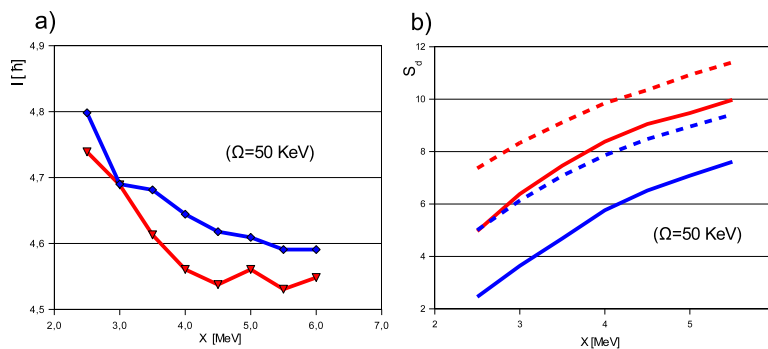 a)
I [ ħ ]
4,9
4,8
4,7
4,6
4,5
(Ω=50 KeV)
2,0 3,0 4,0 5,0 6,0 7,0
X [MeV]
b)
S_d
12
10
8
6
4
2
(Ω=50 KeV)
2 3 4 5
X [MeV]